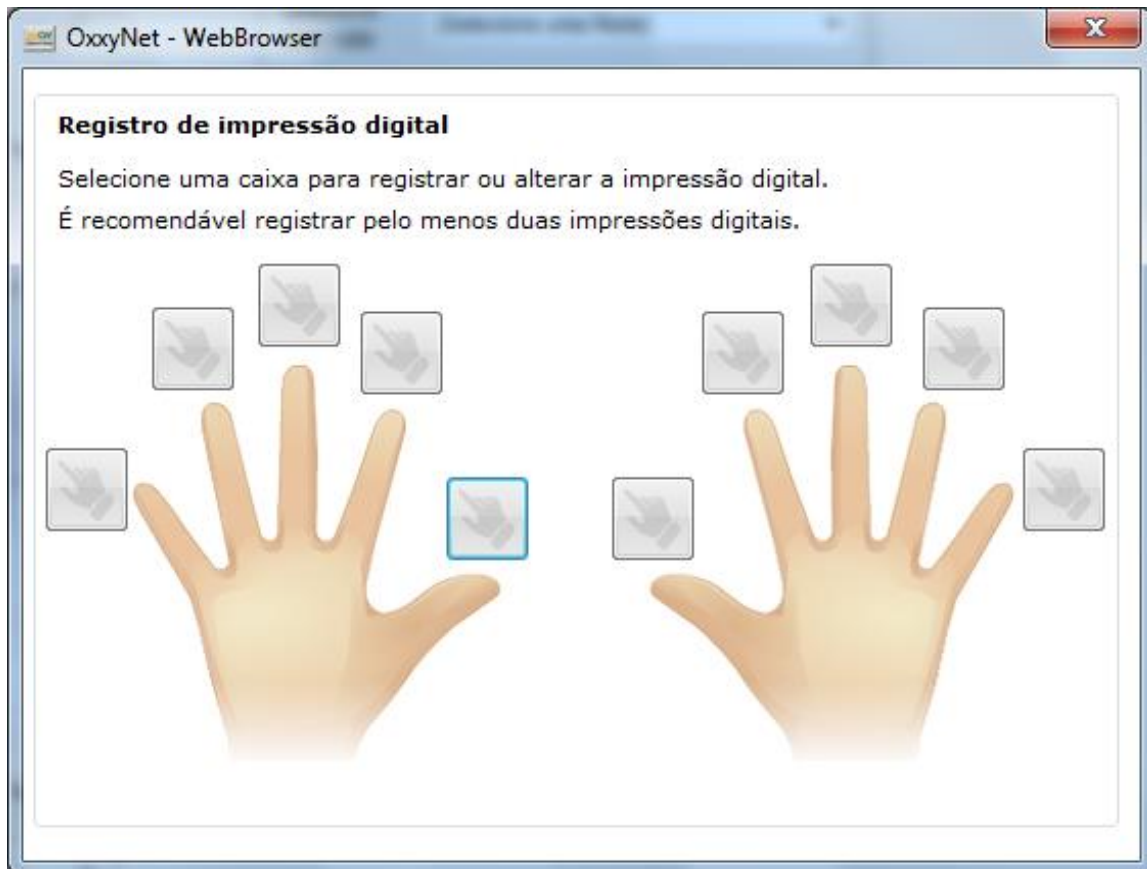 OxxyNet - WebBrowser
Registro de impressão digital
Selecione uma caixa para registrar ou alterar a impressão digital.
É recomendável registrar pelo menos duas impressões digitais.